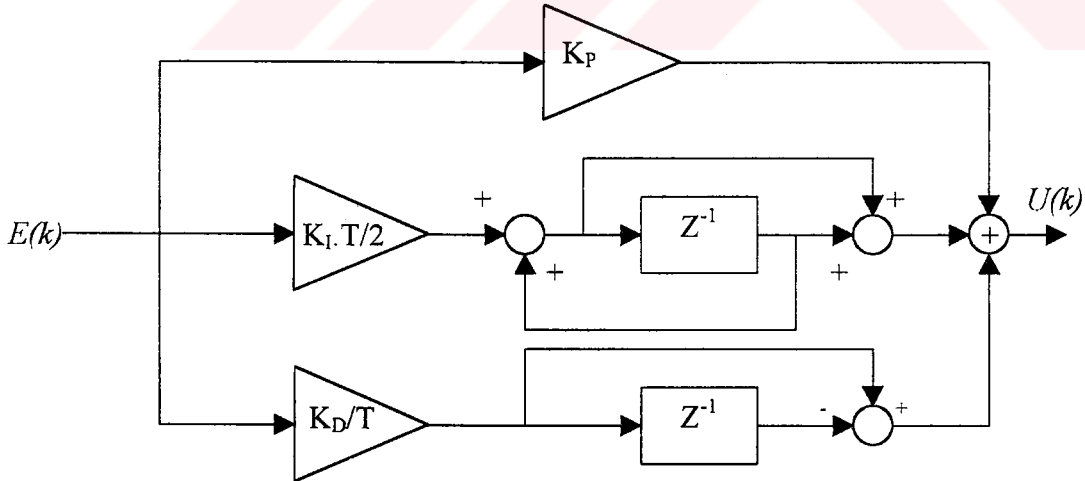 K_P
+ + U(k)
E(k) K_I.T/2 Z^-1 +
+ +
K_D/T Z^-1 - +